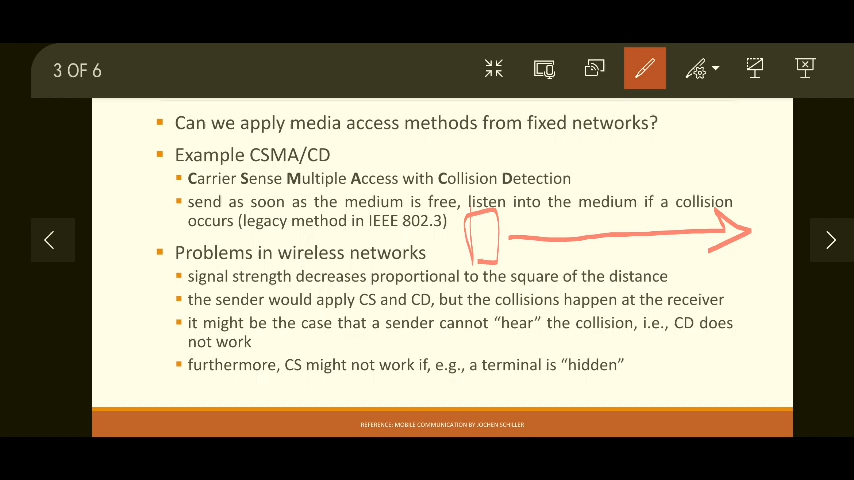 3 OF 6
Can we apply media access methods from fixed networks?
Example CSMA/CD
Carrier Sense Multiple Access with Collision Detection
send as soon as the medium is free, listen into the medium if a collision
occurs (legacy method in IEEE 802.3)
Problems in wireless networks
signal strength decreases proportional to the square of the distance
the sender would apply CS and CD, but the collisions happen at the receiver
it might be the case that a sender cannot “hear” the collision, i.e., CD does
not work
furthermore, CS might not work if, e.g., a terminal is “hidden”
REFERENCE: MOBILE COMMUNICATION BY JOCHEN SCHILLER